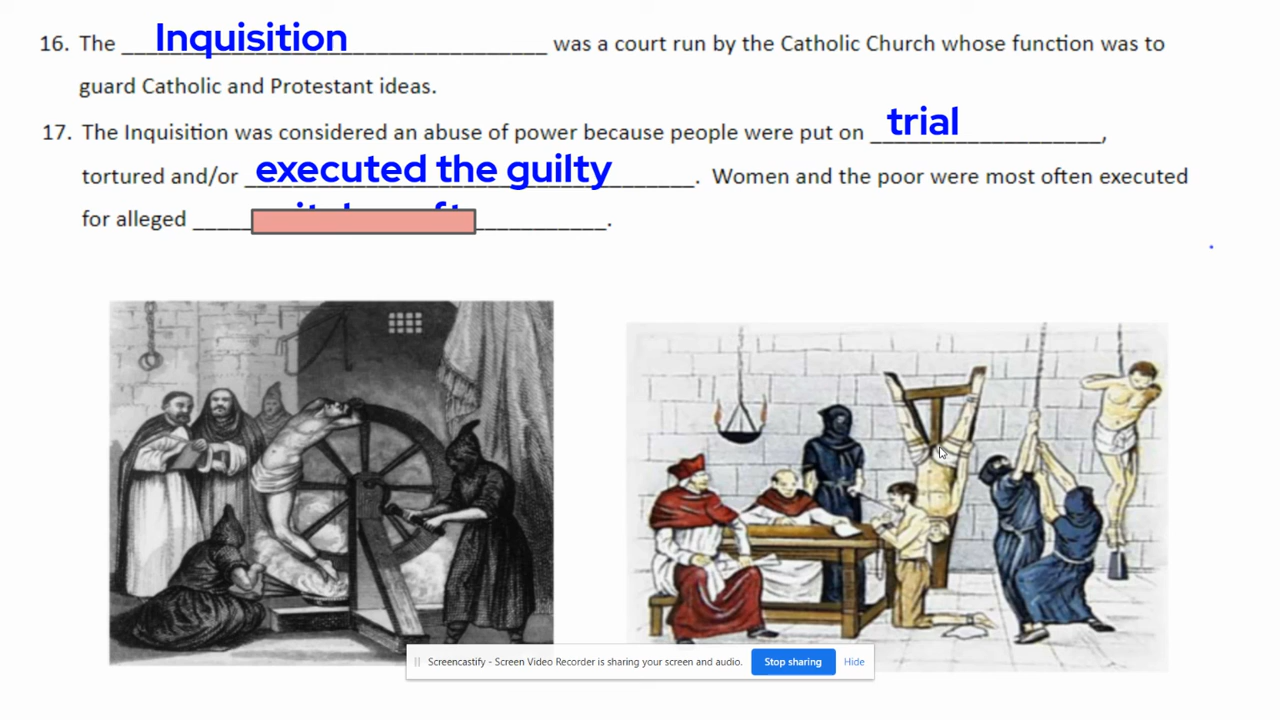 16. The Inquisition was a court run by the Catholic Church whose function was to
guard Catholic and Protestant ideas.
17. The Inquisition was considered an abuse of power because people were put on trial,
tortured and/or executed the guilty. Women and the poor were most often executed
for alleged .
Screencastify - Screen Video Recorder is sharing your screen and audio. Stop sharing Hide